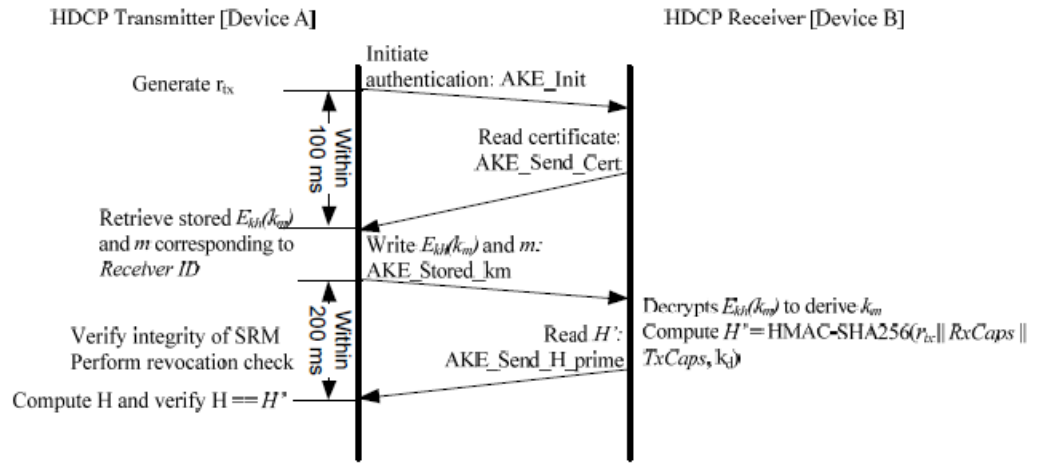 HDCP Transmitter [Device A]
HDCP Receiver [Device B]
Initiate
authentication: AKE_Init
Generate rtx
Within
100 ms
Read certificate:
AKE_Send_Cert
Retrieve stored Ekh(km)
and m corresponding to
Receiver ID
Write Ekh(km) and m:
AKE_Stored_km
Decrypts Ekh(km) to derive km
Within
200 ms
Verify integrity of SRM
Perform revocation check
Read H':
AKE_Send_H_prime
Compute H'=HMAC-SHA256(rtx|| RxCaps ||
TxCaps, kd)
Compute H and verify H == H'